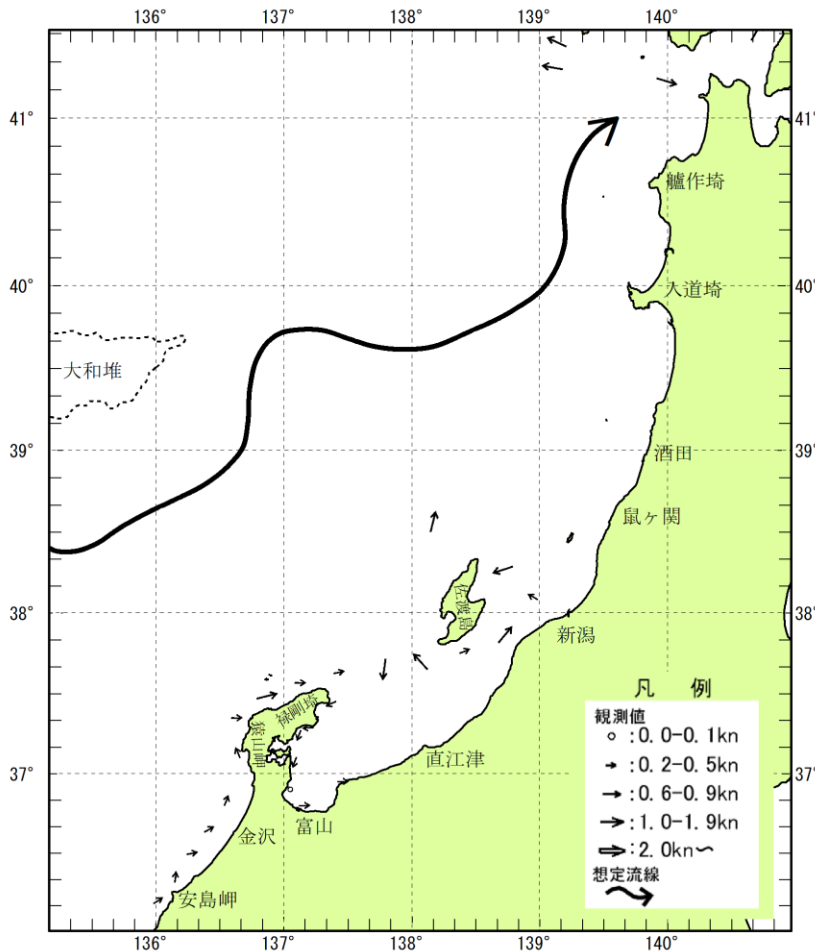 136° 137° 138° 139° 140°
41° 41°
艫作埼
40° 40°
入道埼
大和堆
39° 39°
酒田
鼠ヶ関
佐渡島
38° 38°
新潟
凡 例
観測値
:0.0-0.1kn
:0.2-0.5kn
:0.6-0.9kn
:1.0-1.9kn
:2.0kn~
想定流線
禄剛埼
猿山岬
37° 37°
直江津
富山
金沢
安島岬
136° 137° 138° 139° 140°